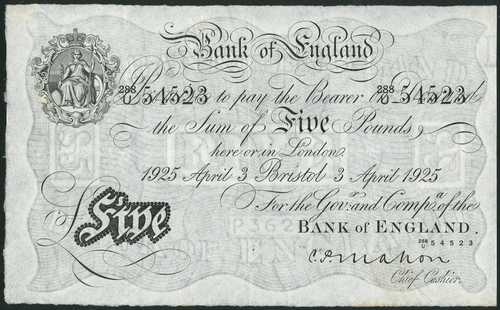 Bank of England
288/U 54523 to pay the Bearer on Demand 288/U 54523
the Sum of Five Pounds
here or in London.
1925 April 3 Bristol 3 April 1925
For the Govr. and Compa. of the
BANK of ENGLAND.
288/U 54523
Five
C.P. Mahon
Chief Cashier.